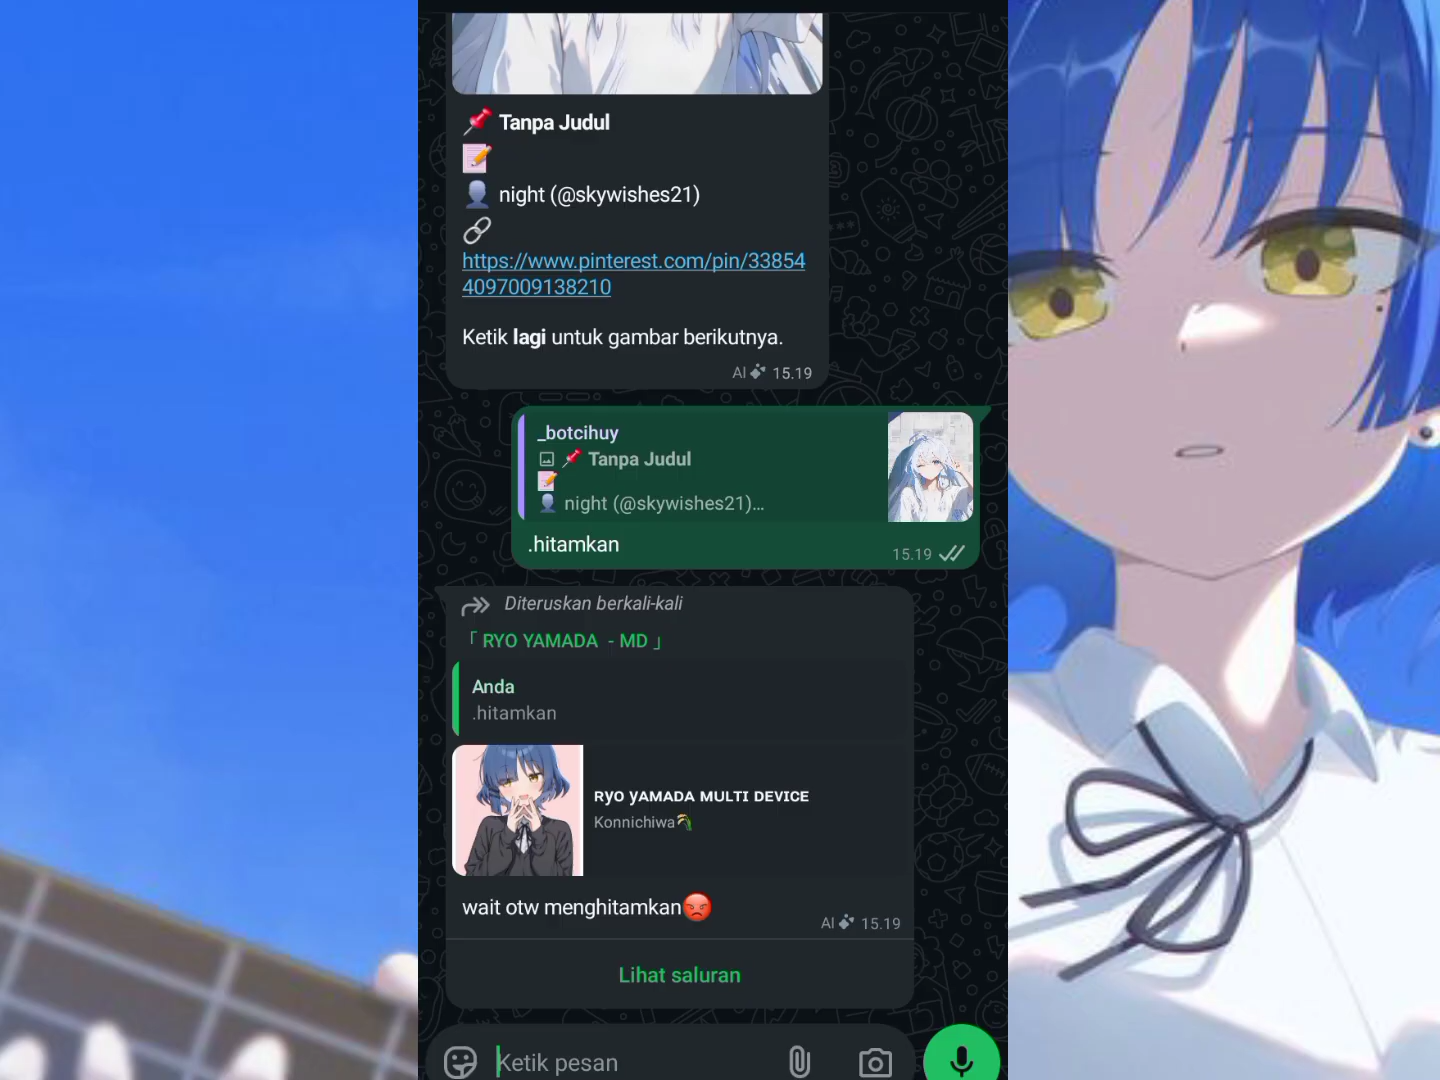 📌 Tanpa Judul
📝
👤 night (@skywishes21)
🔗
https://www.pinterest.com/pin/33854
4097009138210
Ketik lagi untuk gambar berikutnya.
AI 15.19
_botcihuy
📌 Tanpa Judul
📝
👤 night (@skywishes21)...
.hitamkan
15.19
Diteruskan berkali-kali
「 RYO YAMADA - MD 」
Anda
.hitamkan
RYO YAMADA MULTI DEVICE
Konnichiwa🎋
wait otw menghitamkan😡
AI 15.19
Lihat saluran
Ketik pesan